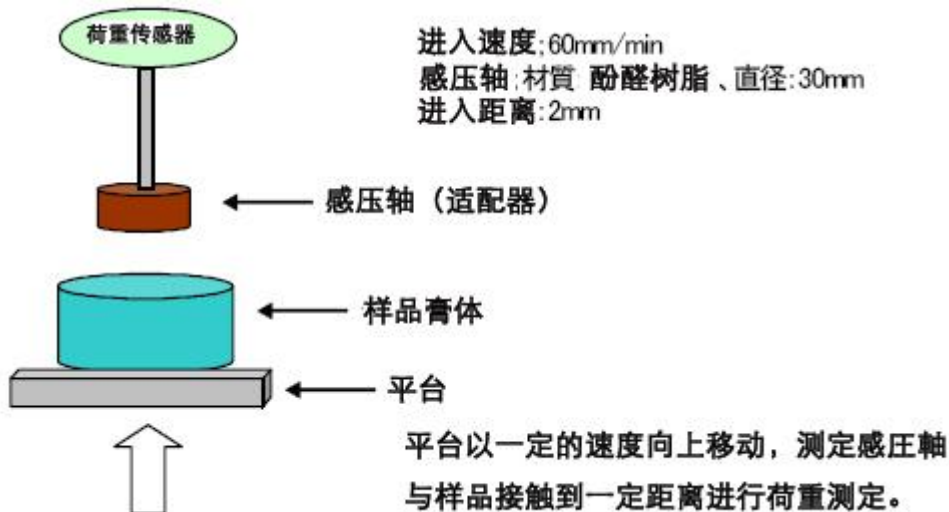 荷重传感器
进入速度;60mm/min
感压轴;材質 酚醛树脂、直径:30mm
进入距离:2mm
感压轴（适配器）
样品膏体
平台
平台以一定的速度向上移动，测定感圧軸
与样品接触到一定距离进行荷重测定。